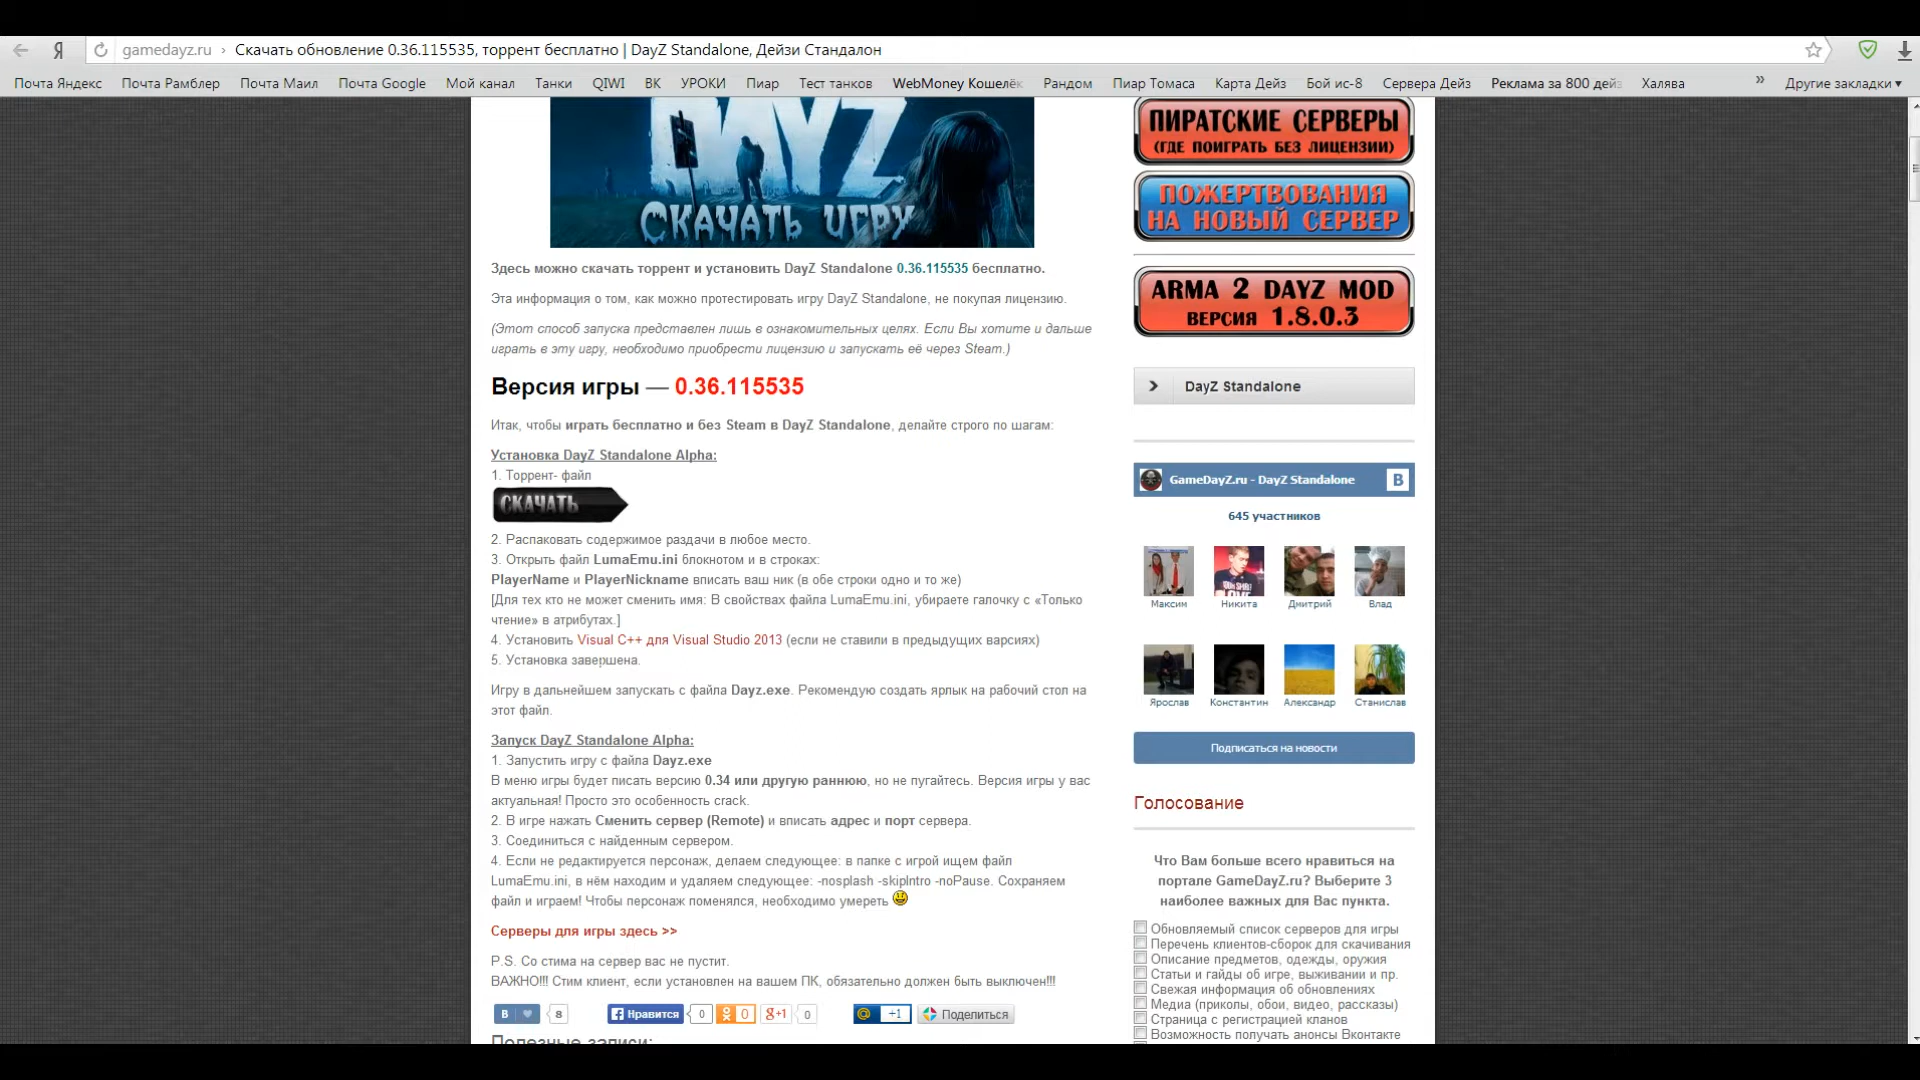 gamedayz.ru › Скачать обновление 0.36.115535, торрент бесплатно | DayZ Standalone, Дейзи Стандалон
Почта Яндекс Почта Рамблер Почта Маил Почта Google Мой канал Танки QIWI ВК УРОКИ Пиар Тест танков WebMoney Кошелёк Рандом Пиар Томаса Карта Дейз Бой ис-8 Сервера Дейз Реклама за 800 дейз Халява » Другие закладки ▾
DAYZ
СКАЧАТЬ ИГРУ
Здесь можно скачать торрент и установить DayZ Standalone 0.36.115535 бесплатно.
Эта информация о том, как можно протестировать игру DayZ Standalone, не покупая лицензию.
(Этот способ запуска представлен лишь в ознакомительных целях. Если Вы хотите и дальше
играть в эту игру, необходимо приобрести лицензию и запускать её через Steam.)
Версия игры — 0.36.115535
Итак, чтобы играть бесплатно и без Steam в DayZ Standalone, делайте строго по шагам:
Установка DayZ Standalone Alpha:
1. Торрент- файл
СКАЧАТЬ
2. Распаковать содержимое раздачи в любое место.
3. Открыть файл LumaEmu.ini блокнотом и в строках:
PlayerName и PlayerNickname вписать ваш ник (в обе строки одно и то же)
[Для тех кто не может сменить имя: В свойствах файла LumaEmu.ini, убираете галочку с «Только
чтение» в атрибутах.]
4. Установить Visual C++ для Visual Studio 2013 (если не ставили в предыдущих варсиях)
5. Установка завершена.
Игру в дальнейшем запускать с файла Dayz.exe. Рекомендую создать ярлык на рабочий стол на
этот файл.
Запуск DayZ Standalone Alpha:
1. Запустить игру с файла Dayz.exe
В меню игры будет писать версию 0.34 или другую раннюю, но не пугайтесь. Версия игры у вас
актуальная! Просто это особенность crack.
2. В игре нажать Сменить сервер (Remote) и вписать адрес и порт сервера.
3. Соединиться с найденным сервером.
4. Если не редактируется персонаж, делаем следующее: в папке с игрой ищем файл
LumaEmu.ini, в нём находим и удаляем следующее: -nosplash -skipIntro -noPause. Сохраняем
файл и играем! Чтобы персонаж поменялся, необходимо умереть
Серверы для игры здесь >>
P.S. Со стима на сервер вас не пустит.
ВАЖНО!!! Стим клиент, если установлен на вашем ПК, обязательно должен быть выключен!!!
В 8 Нравится 0 0 g+1 0 +1 Поделиться
Полезные записи:
ПИРАТСКИЕ СЕРВЕРЫ
(ГДЕ ПОИГРАТЬ БЕЗ ЛИЦЕНЗИИ)
ПОЖЕРТВОВАНИЯ
НА НОВЫЙ СЕРВЕР
ARMA 2 DAYZ MOD
ВЕРСИЯ 1.8.0.3
DayZ Standalone
GameDayZ.ru - DayZ Standalone В
645 участников
Максим Никита Дмитрий Влад
Ярослав Константин Александр Станислав
Подписаться на новости
Голосование
Что Вам больше всего нравиться на
портале GameDayZ.ru? Выберите 3
наиболее важных для Вас пункта.
Обновляемый список серверов для игры
Перечень клиентов-сборок для скачивания
Описание предметов, одежды, оружия
Статьи и гайды об игре, выживании и пр.
Свежая информация об обновлениях
Медиа (приколы, обои, видео, рассказы)
Страница с регистрацией кланов
Возможность получать анонсы Вконтакте